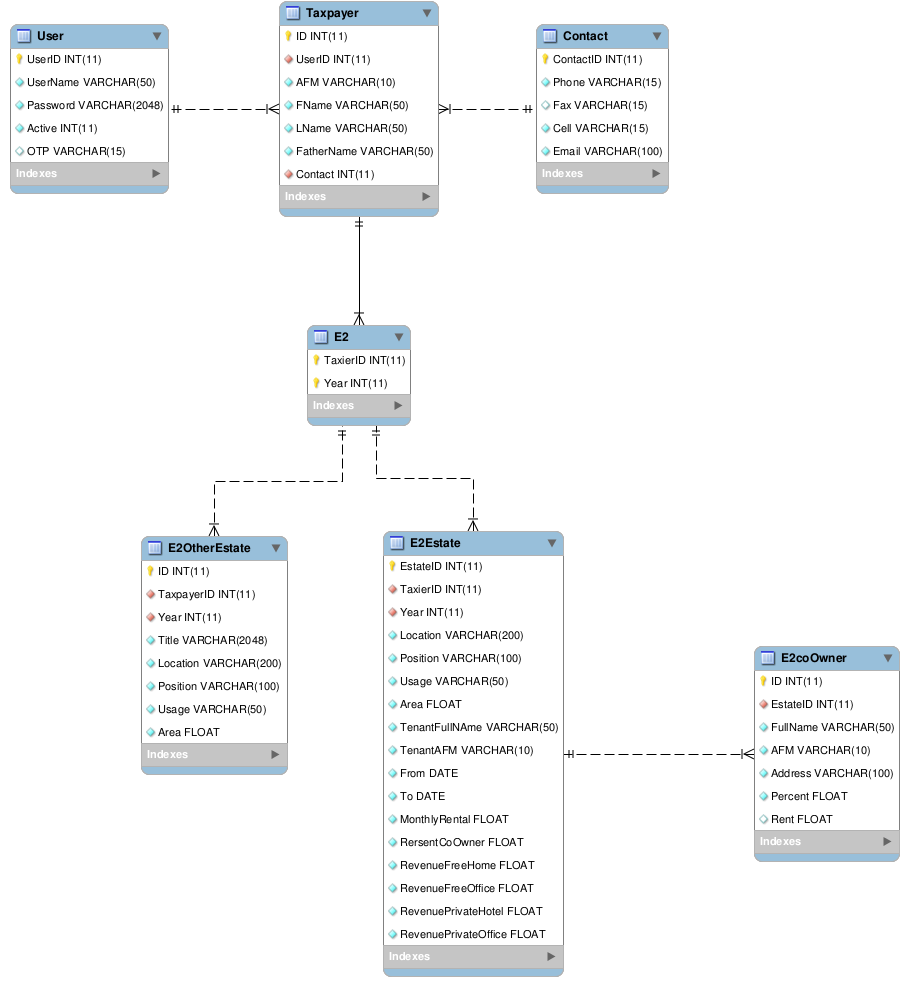 User
UserID INT(11)
UserName VARCHAR(50)
Password VARCHAR(2048)
Active INT(11)
OTP VARCHAR(15)
Indexes
Taxpayer
ID INT(11)
UserID INT(11)
AFM VARCHAR(10)
FName VARCHAR(50)
LName VARCHAR(50)
FatherName VARCHAR(50)
Contact INT(11)
Indexes
Contact
ContactID INT(11)
Phone VARCHAR(15)
Fax VARCHAR(15)
Cell VARCHAR(15)
Email VARCHAR(100)
Indexes
E2
TaxierID INT(11)
Year INT(11)
Indexes
E2OtherEstate
ID INT(11)
TaxpayerID INT(11)
Year INT(11)
Title VARCHAR(2048)
Location VARCHAR(200)
Position VARCHAR(100)
Usage VARCHAR(50)
Area FLOAT
Indexes
E2Estate
EstateID INT(11)
TaxierID INT(11)
Year INT(11)
Location VARCHAR(200)
Position VARCHAR(100)
Usage VARCHAR(50)
Area FLOAT
TenantFullNAme VARCHAR(50)
TenantAFM VARCHAR(10)
From DATE
To DATE
MonthlyRental FLOAT
RersentCoOwner FLOAT
RevenueFreeHome FLOAT
RevenueFreeOffice FLOAT
RevenuePrivateHotel FLOAT
RevenuePrivateOffice FLOAT
Indexes
E2coOwner
ID INT(11)
EstateID INT(11)
FullName VARCHAR(50)
AFM VARCHAR(10)
Address VARCHAR(100)
Percent FLOAT
Rent FLOAT
Indexes